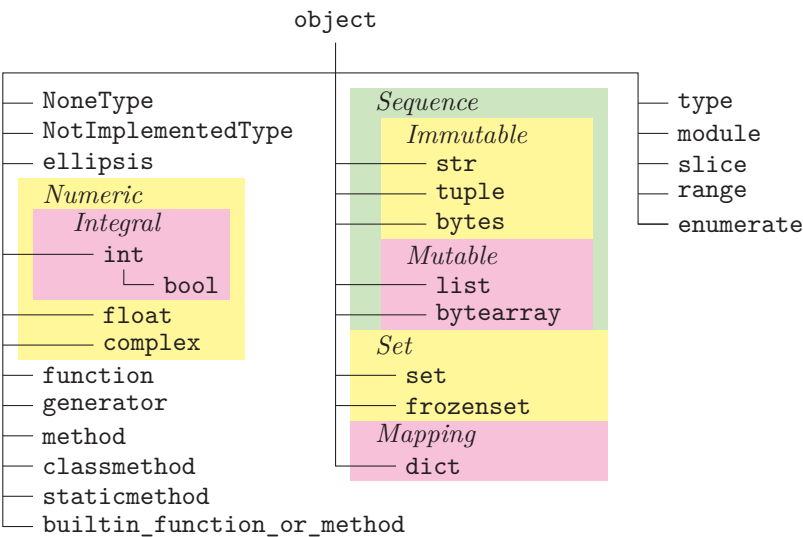 object
NoneType
NotImplementedType
ellipsis
Numeric
Integral
int
bool
float
complex
function
generator
method
classmethod
staticmethod
builtin_function_or_method
Sequence
Immutable
str
tuple
bytes
Mutable
list
bytearray
Set
set
frozenset
Mapping
dict
type
module
slice
range
enumerate